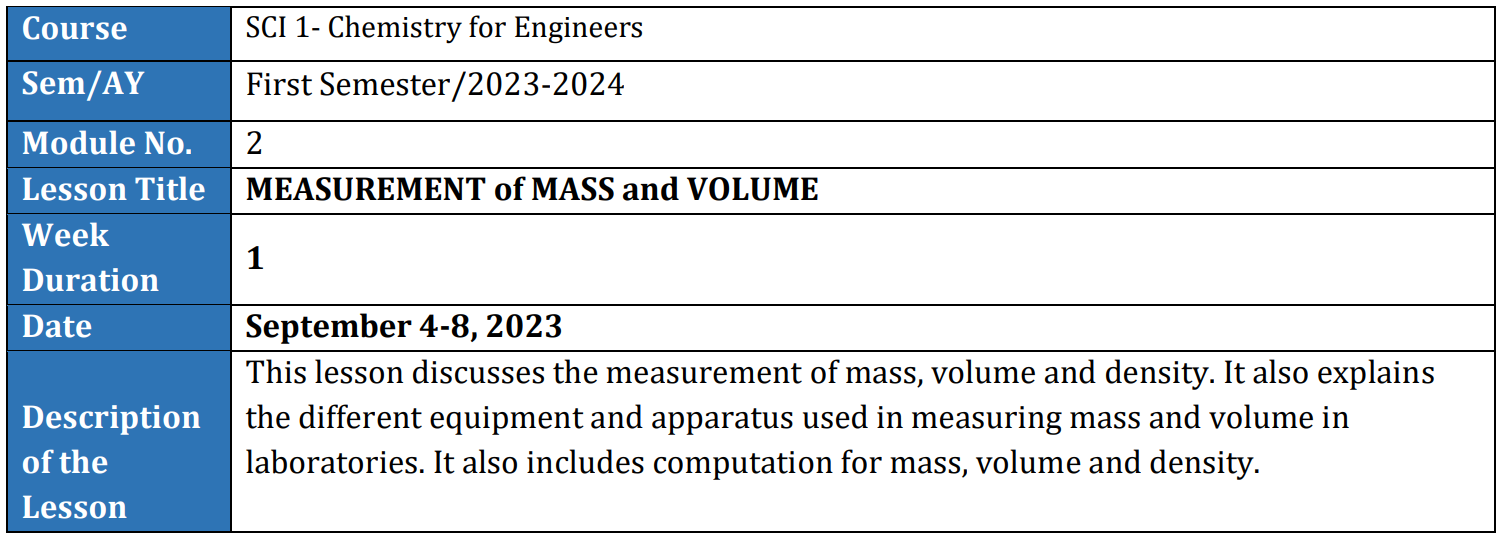 Course
SCI 1- Chemistry for Engineers
Sem/AY
First Semester/2023-2024
Module No.
2
Lesson Title
MEASUREMENT of MASS and VOLUME
Week
Duration
1
Date
September 4-8, 2023
Description
of the
Lesson
This lesson discusses the measurement of mass, volume and density. It also explains
the different equipment and apparatus used in measuring mass and volume in
laboratories. It also includes computation for mass, volume and density.